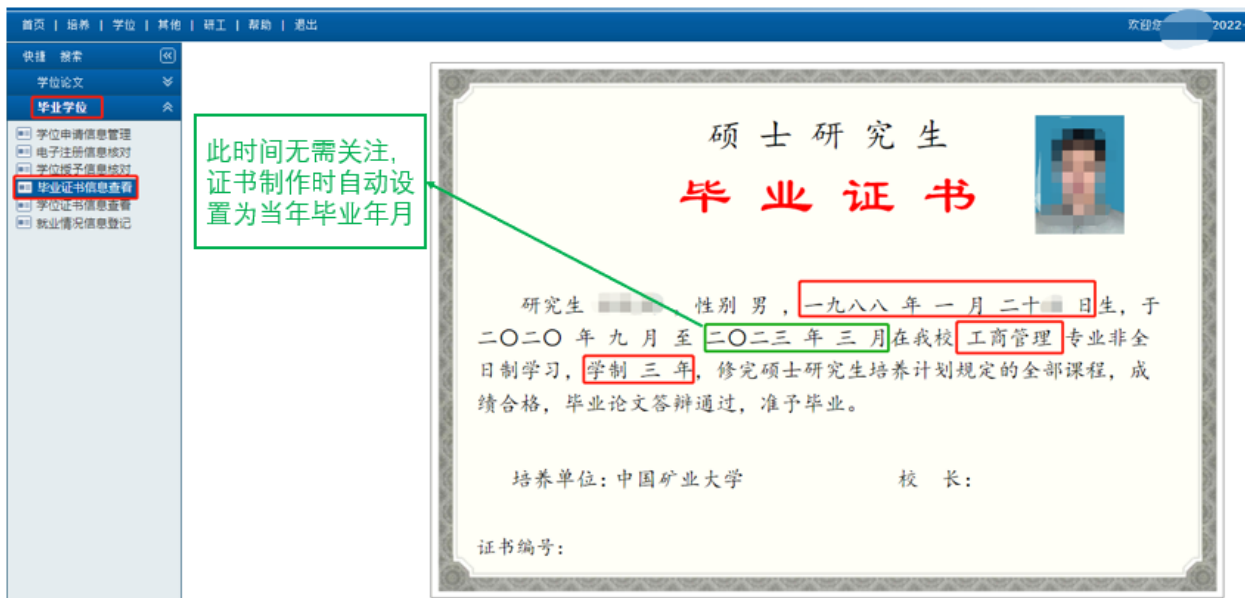 首页 | 培养 | 学位 | 其他 | 研工 | 帮助 | 退出
欢迎您 2022-
快捷 搜索
学位论文
毕业学位
学位申请信息管理
电子注册信息核对
学位授予信息核对
毕业证书信息查看
学位证书信息查看
就业情况信息登记
此时间无需关注,
证书制作时自动设
置为当年毕业年月
硕士研究生
毕业证书
研究生 , 性别 男 , 一九八八 年 一 月 二十 日生, 于
二〇二〇 年 九 月 至 二〇二三 年 三 月在我校 工商管理 专业非全
日制学习, 学制 三 年, 修完硕士研究生培养计划规定的全部课程, 成
绩合格, 毕业论文答辩通过, 准予毕业。
培养单位: 中国矿业大学 校 长:
证书编号: